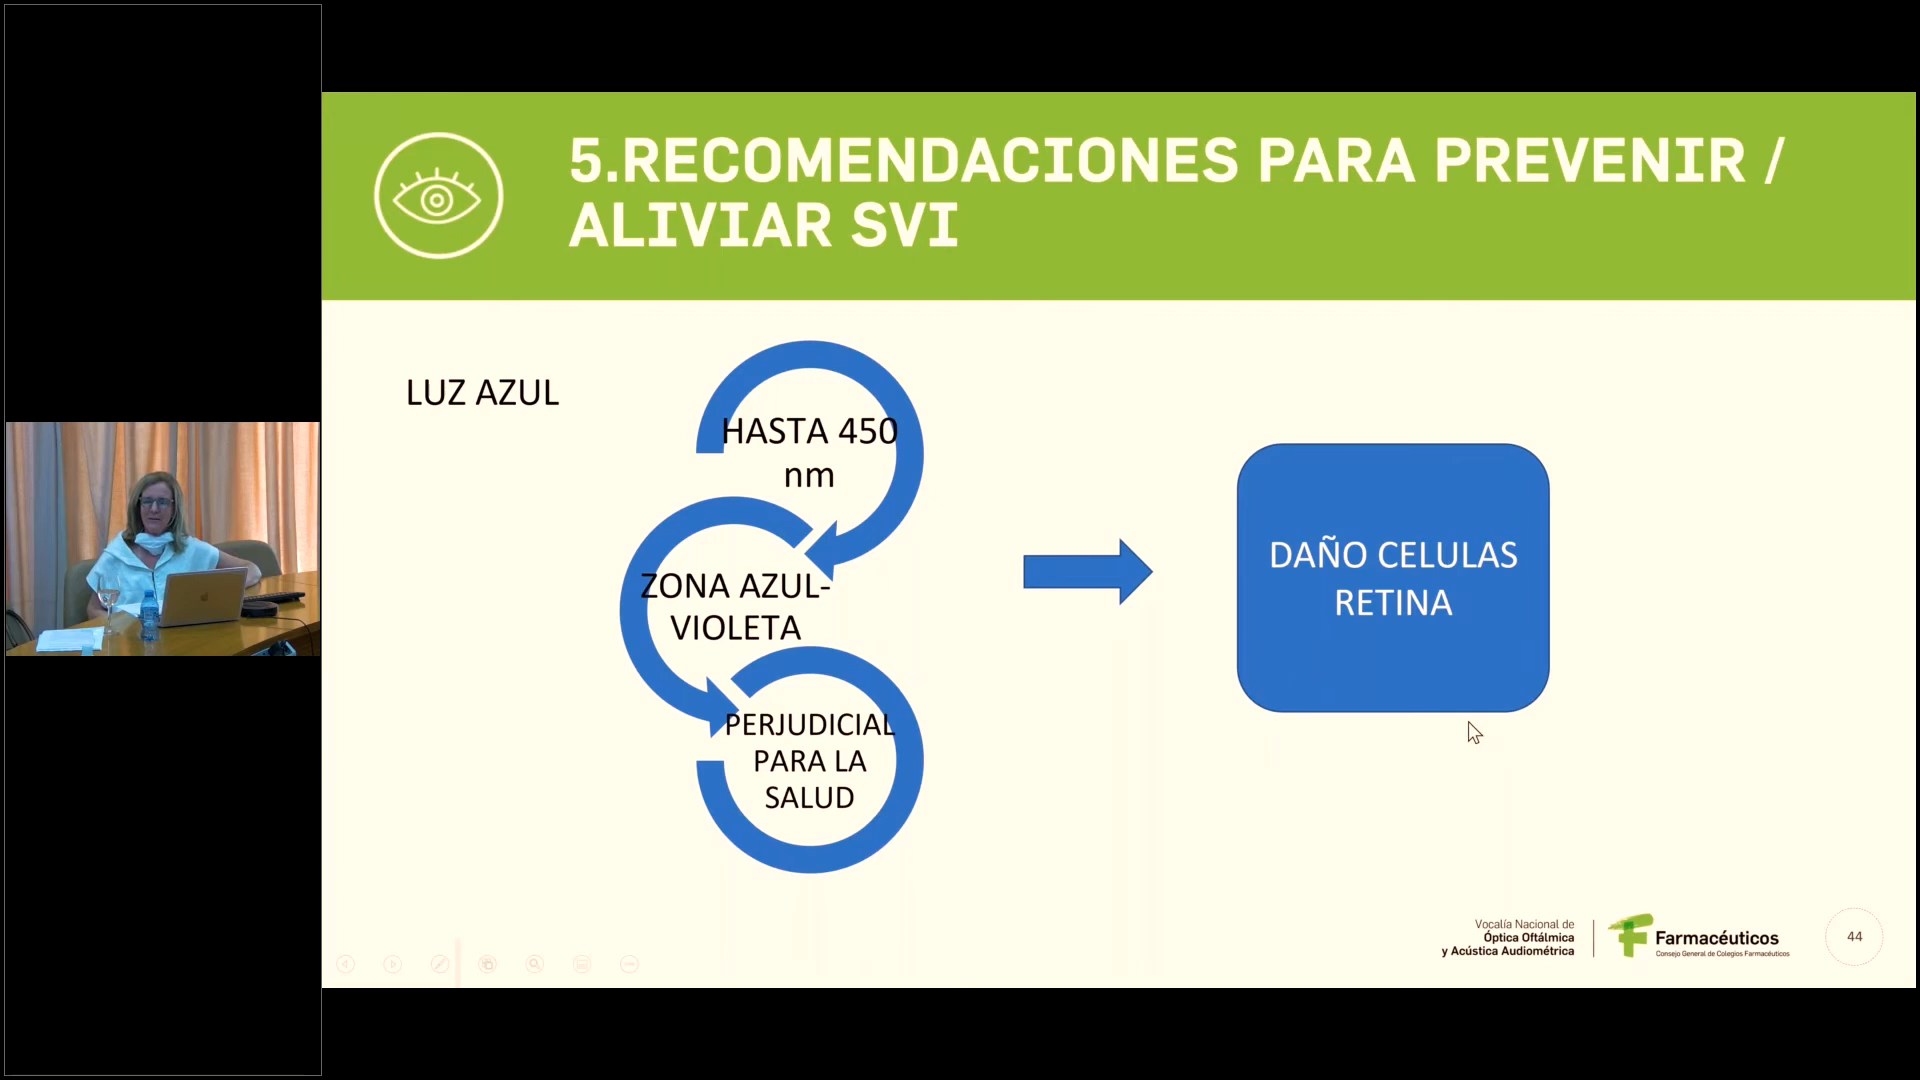 5.RECOMENDACIONES PARA PREVENIR /
ALIVIAR SVI
LUZ AZUL
HASTA 450
nm
ZONA AZUL-
VIOLETA
PERJUDICIAL
PARA LA
SALUD
DAÑO CELULAS
RETINA
Vocalía Nacional de
Óptica Oftálmica
y Acústica Audiométrica
Farmacéuticos
Consejo General de Colegios Farmacéuticos
44